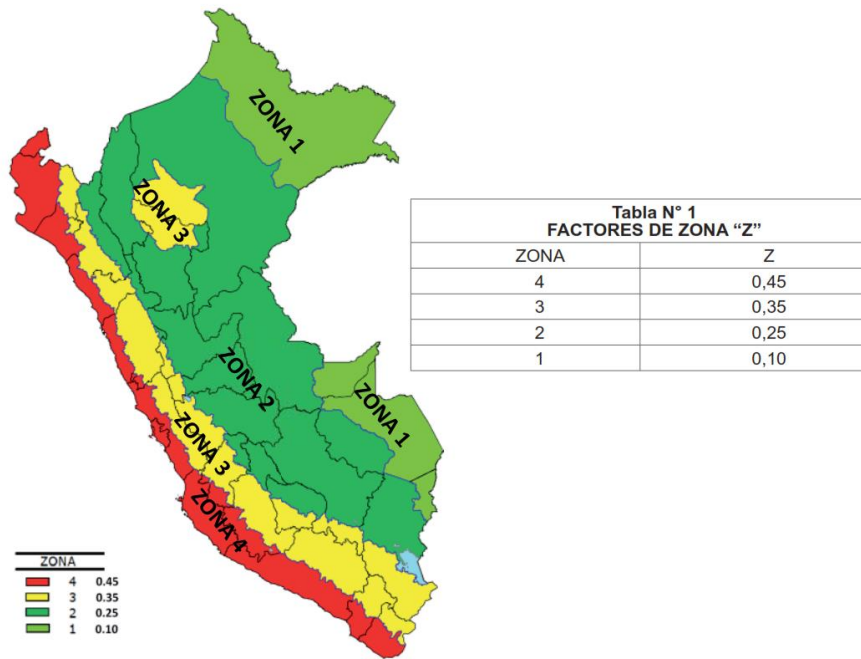 ZONA 1
ZONA 3
ZONA 2
ZONA 1
ZONA 3
ZONA 4
ZONA
4 0.45
3 0.35
2 0.25
1 0.10
Tabla N° 1
FACTORES DE ZONA “Z”
ZONA Z
4 0,45
3 0,35
2 0,25
1 0,10